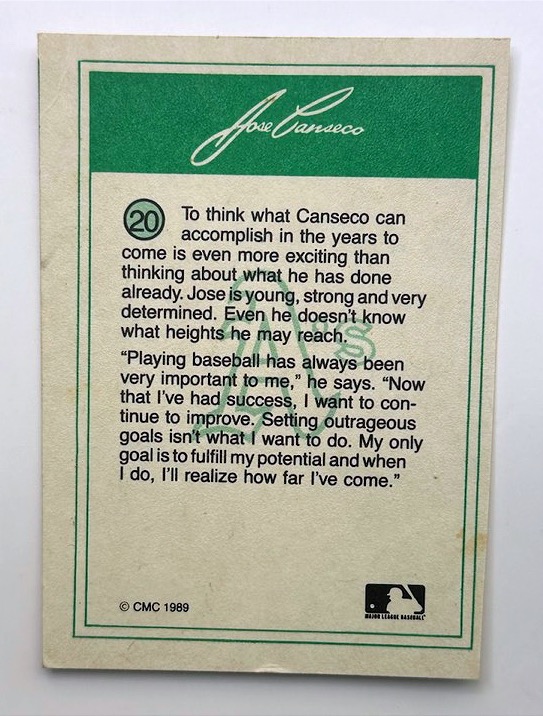 Jose Canseco
20 To think what Canseco can
accomplish in the years to
come is even more exciting than
thinking about what he has done
already. Jose is young, strong and very
determined. Even he doesn't know
what heights he may reach.
A's
“Playing baseball has always been
very important to me,” he says. “Now
that I've had success, I want to con-
tinue to improve. Setting outrageous
goals isn't what I want to do. My only
goal is to fulfill my potential and when
I do, I'll realize how far I've come.”
© CMC 1989
MAJOR LEAGUE BASEBALL